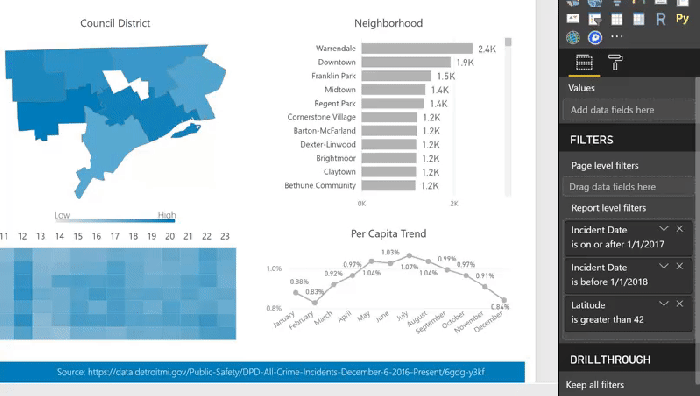 Council District
Low High
11 12 13 14 15 16 17 18 19 20 21 22 23
Neighborhood
Warrendale 2.4K
Downtown 1.9K
Franklin Park 1.5K
Midtown 1.4K
Regent Park 1.4K
Cornerstone Village 1.2K
Barton-McFarland 1.2K
Dexter-Linwood 1.2K
Brightmoor 1.2K
Claytown 1.2K
Bethune Community 1.2K
0K 2K
Per Capita Trend
1.0%
0.8%
0.88% 0.83% 0.92% 0.97% 1.04% 1.03% 1.07% 1.04% 0.99% 0.97% 0.91% 0.84%
January February March April May June July August September October November December
Source: https://data.detroitmi.gov/Public-Safety/DPD-All-Crime-Incidents-December-6-2016-Present/6gdg-y3kf
R Py
Values
Add data fields here
FILTERS
Page level filters
Drag data fields here
Report level filters
Incident Date
is on or after 1/1/2017
Incident Date
is before 1/1/2018
Latitude
is greater than 42
DRILLTHROUGH
Keep all filters